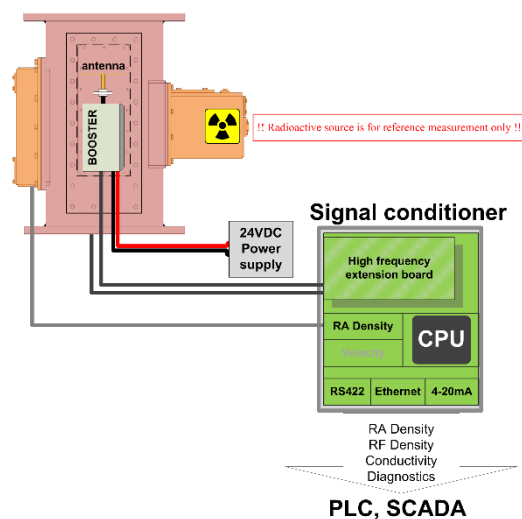 antenna
BOOSTER
!! Radioactive source is for reference measurement only !!
24VDC
Power
supply
Signal conditioner
High frequency
extension board
RA Density
CPU
Velocity
RS422
Ethernet
4-20mA
RA Density
RF Density
Conductivity
Diagnostics
PLC, SCADA